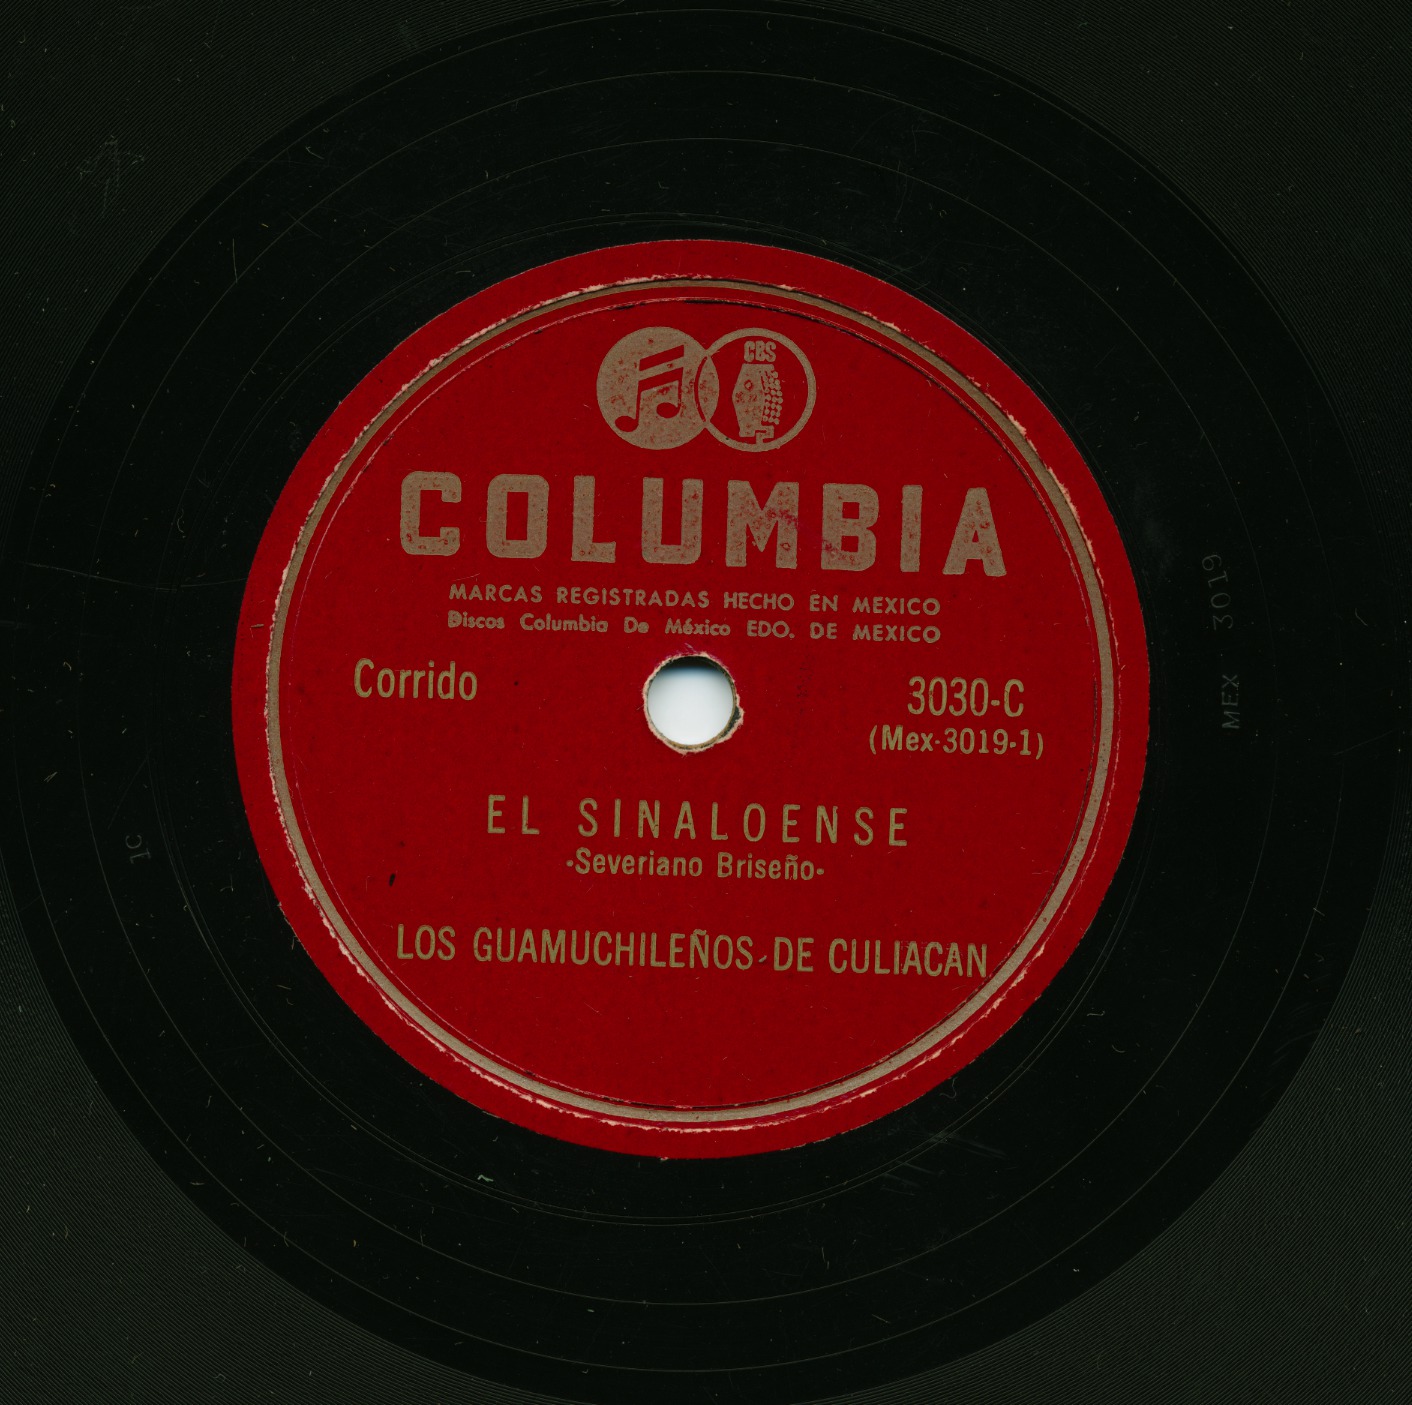 CBS
COLUMBIA
MARCAS REGISTRADAS HECHO EN MEXICO
Discos Columbia De México EDO. DE MEXICO
Corrido
3030-C
(Mex-3019-1)
EL SINALOENSE
•Severiano Briseño•
LOS GUAMUCHILEÑOS-DE CULIACAN
MEX 3019
1C